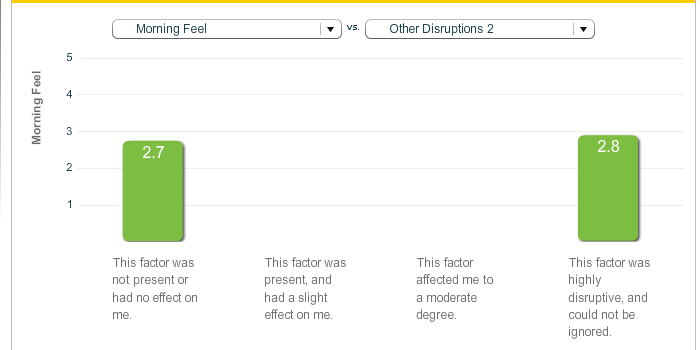 Morning Feel vs. Other Disruptions 2
Morning Feel
5
4
3
2
1
2.7
2.8
This factor was
not present or
had no effect on
me.
This factor was
present, and
had a slight
effect on me.
This factor
affected me to
a moderate
degree.
This factor was
highly
disruptive, and
could not be
ignored.